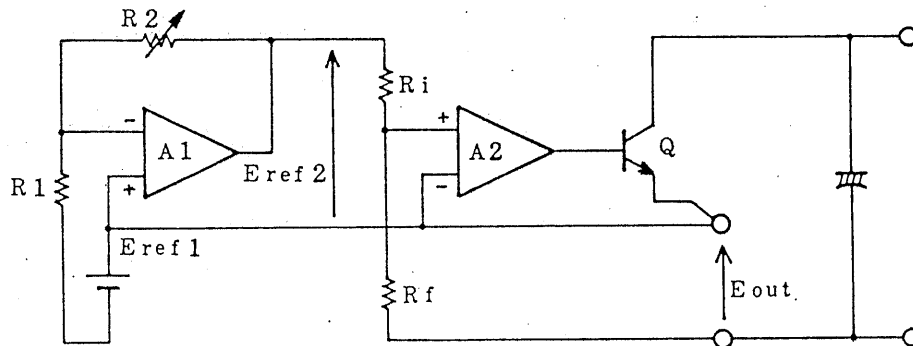 R2
Ri
-
+
A1
A2
Q
+
-
R1
Eref2
Eref1
Rf
Eout